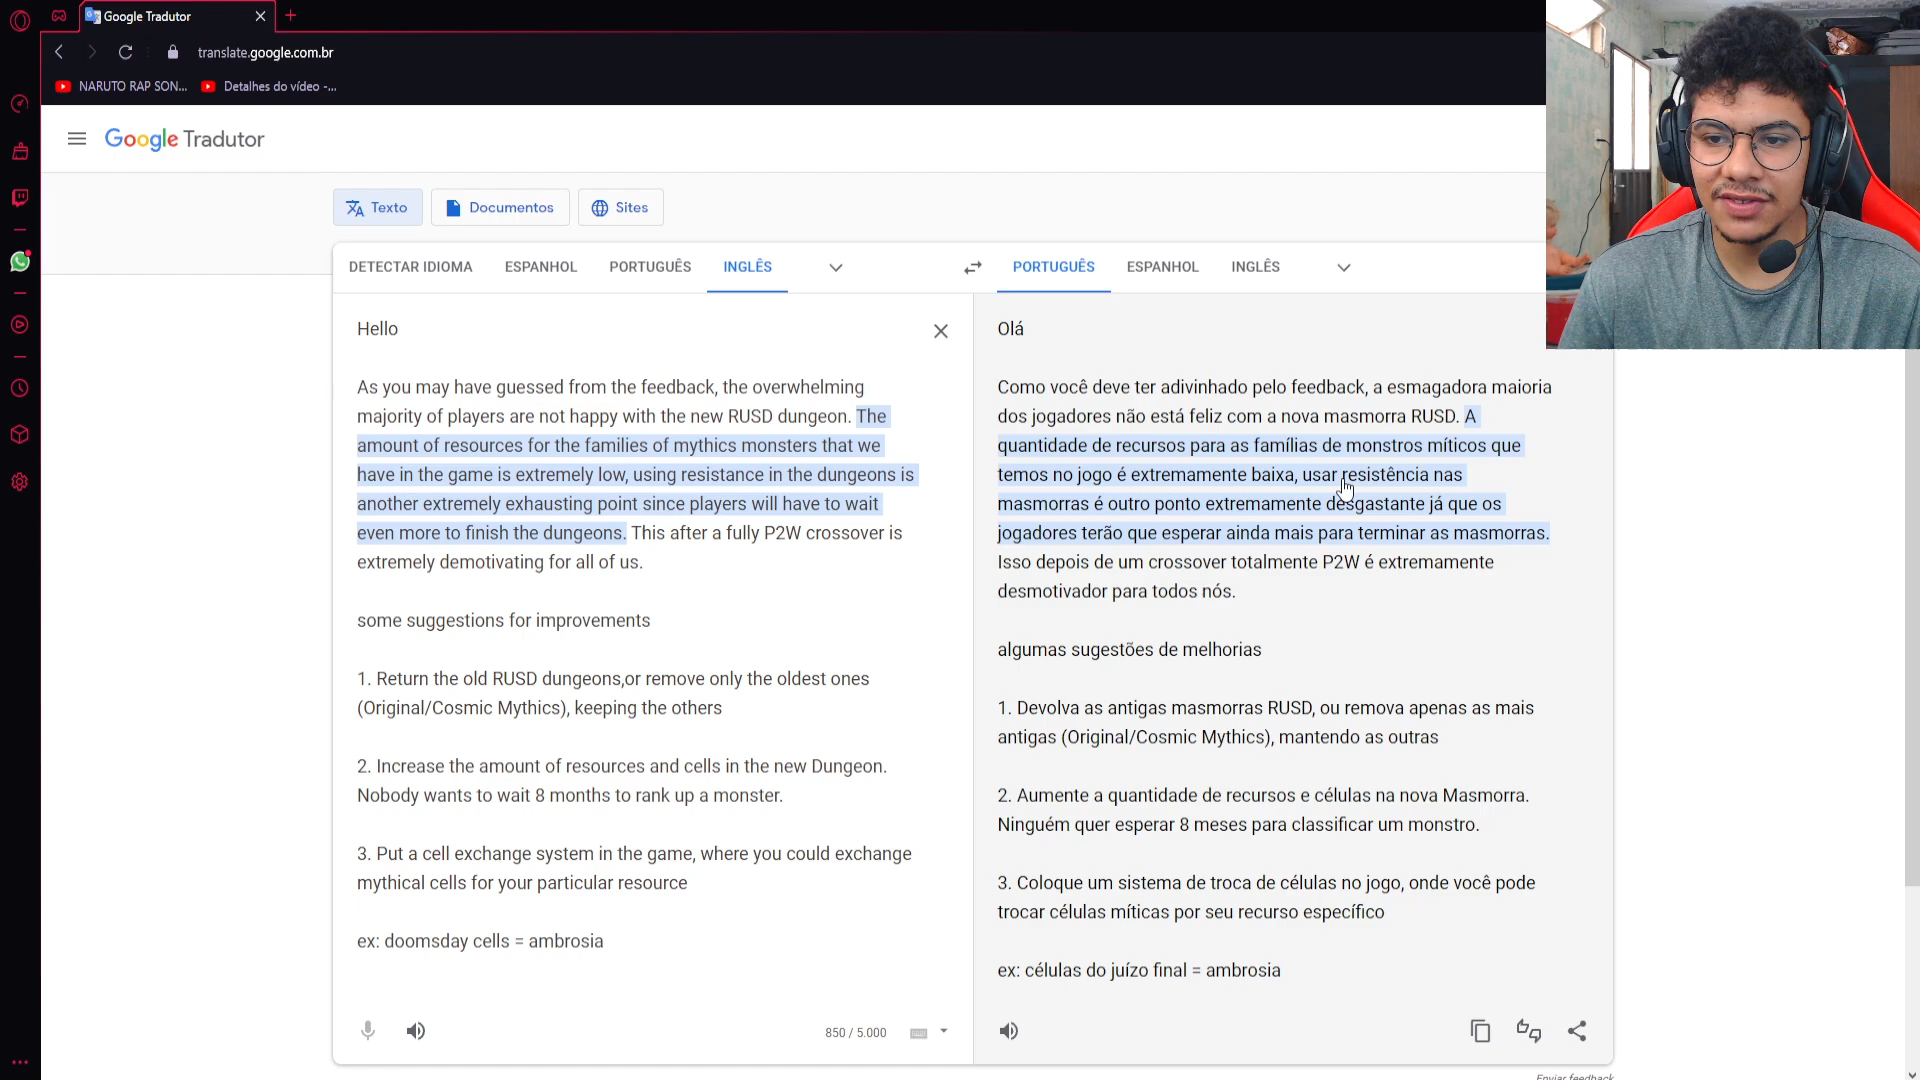 Google Tradutor
translate.google.com.br
NARUTO RAP SON...
Detalhes do vídeo -...
Google Tradutor
Texto
Documentos
Sites
DETECTAR IDIOMA
ESPANHOL
PORTUGUÊS
INGLÊS
PORTUGUÊS
ESPANHOL
INGLÊS
Hello
As you may have guessed from the feedback, the overwhelming
majority of players are not happy with the new RUSD dungeon. The
amount of resources for the families of mythics monsters that we
have in the game is extremely low, using resistance in the dungeons is
another extremely exhausting point since players will have to wait
even more to finish the dungeons. This after a fully P2W crossover is
extremely demotivating for all of us.
some suggestions for improvements
1. Return the old RUSD dungeons,or remove only the oldest ones
(Original/Cosmic Mythics), keeping the others
2. Increase the amount of resources and cells in the new Dungeon.
Nobody wants to wait 8 months to rank up a monster.
3. Put a cell exchange system in the game, where you could exchange
mythical cells for your particular resource
ex: doomsday cells = ambrosia
850 / 5.000
Olá
Como você deve ter adivinhado pelo feedback, a esmagadora maioria
dos jogadores não está feliz com a nova masmorra RUSD. A
quantidade de recursos para as famílias de monstros míticos que
temos no jogo é extremamente baixa, usar resistência nas
masmorras é outro ponto extremamente desgastante já que os
jogadores terão que esperar ainda mais para terminar as masmorras.
Isso depois de um crossover totalmente P2W é extremamente
desmotivador para todos nós.
algumas sugestões de melhorias
1. Devolva as antigas masmorras RUSD, ou remova apenas as mais
antigas (Original/Cosmic Mythics), mantendo as outras
2. Aumente a quantidade de recursos e células na nova Masmorra.
Ninguém quer esperar 8 meses para classificar um monstro.
3. Coloque um sistema de troca de células no jogo, onde você pode
trocar células míticas por seu recurso específico
ex: células do juízo final = ambrosia
Enviar feedback